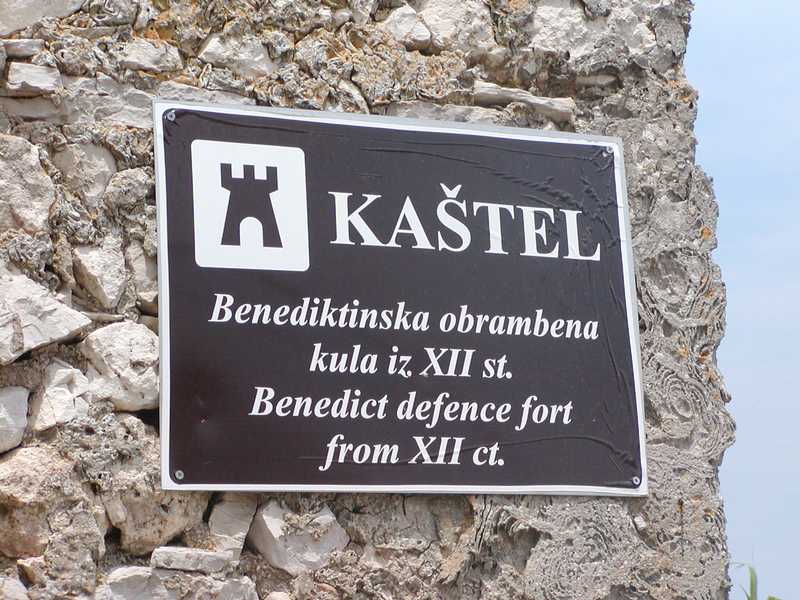 KAŠTEL
Benediktinska obrambena
kula iz XII st.
Benedict defence fort
from XII ct.